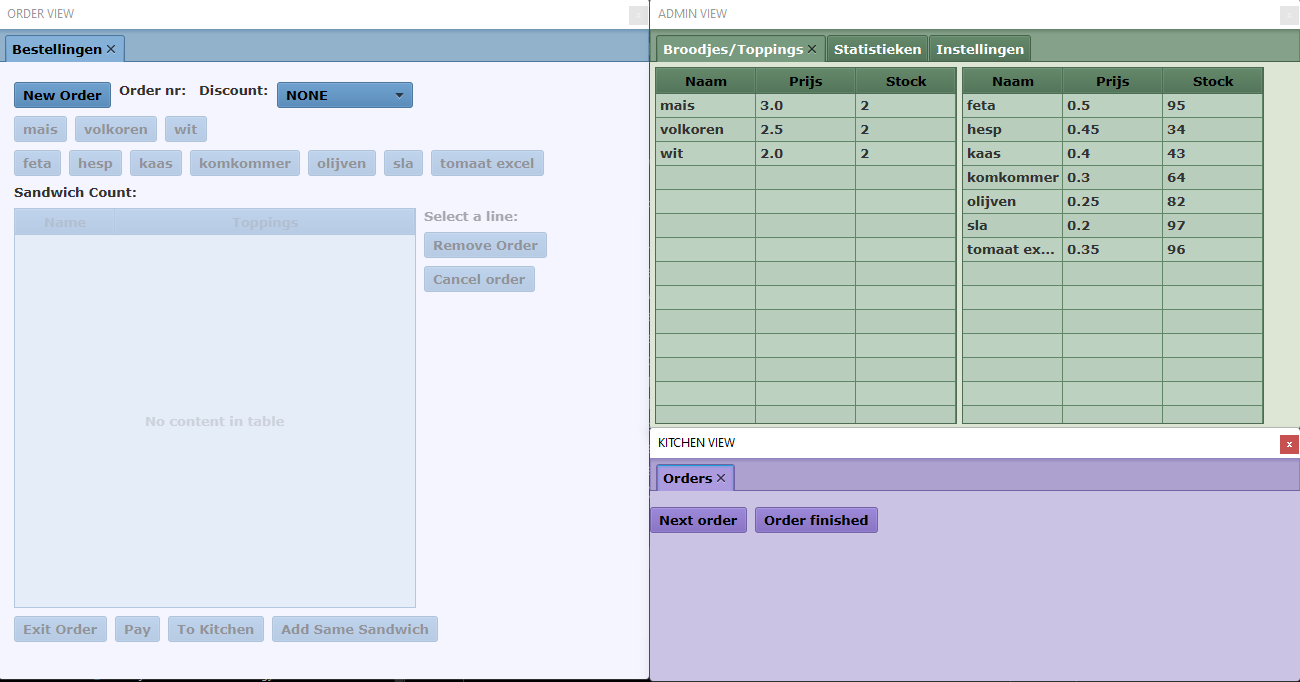 ORDER VIEW
Bestellingen
New Order Order nr: Discount: NONE
mais volkoren wit
feta hesp kaas komkommer olijven sla tomaat excel
Sandwich Count:
Name Toppings
No content in table
Select a line:
Remove Order
Cancel order
Exit Order Pay To Kitchen Add Same Sandwich
ADMIN VIEW
Broodjes/Toppings Statistieken Instellingen
Naam Prijs Stock
mais 3.0 2
volkoren 2.5 2
wit 2.0 2
Naam Prijs Stock
feta 0.5 95
hesp 0.45 34
kaas 0.4 43
komkommer 0.3 64
olijven 0.25 82
sla 0.2 97
tomaat ex... 0.35 96
KITCHEN VIEW
Orders
Next order Order finished